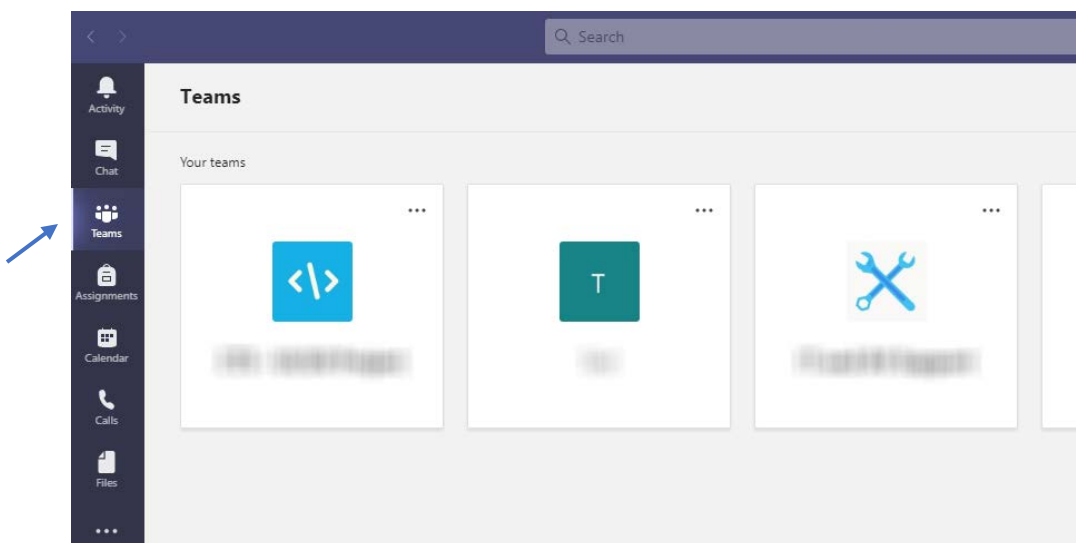 Search
Activity
Teams
Chat
Your teams
Teams
T
Assignments
Calendar
Calls
Files